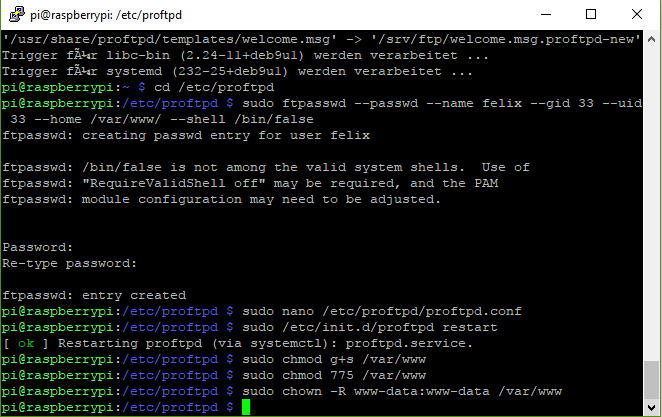 pi@raspberrypi: /etc/proftpd
'/usr/share/proftpd/templates/welcome.msg' -> '/srv/ftp/welcome.msg.proftpd-new'
Trigger fÃ¼r libc-bin (2.24-11+deb9u1) werden verarbeitet ...
Trigger fÃ¼r systemd (232-25+deb9u1) werden verarbeitet ...
pi@raspberrypi:~ $ cd /etc/proftpd
pi@raspberrypi:/etc/proftpd $ sudo ftpasswd --passwd --name felix --gid 33 --uid
33 --home /var/www/ --shell /bin/false
ftpasswd: creating passwd entry for user felix
ftpasswd: /bin/false is not among the valid system shells.  Use of
ftpasswd: "RequireValidShell off" may be required, and the PAM
ftpasswd: module configuration may need to be adjusted.
Password:
Re-type password:
ftpasswd: entry created
pi@raspberrypi:/etc/proftpd $ sudo nano /etc/proftpd/proftpd.conf
pi@raspberrypi:/etc/proftpd $ sudo /etc/init.d/proftpd restart
[ ok ] Restarting proftpd (via systemctl): proftpd.service.
pi@raspberrypi:/etc/proftpd $ sudo chmod g+s /var/www
pi@raspberrypi:/etc/proftpd $ sudo chmod 775 /var/www
pi@raspberrypi:/etc/proftpd $ sudo chown -R www-data:www-data /var/www
pi@raspberrypi:/etc/proftpd $